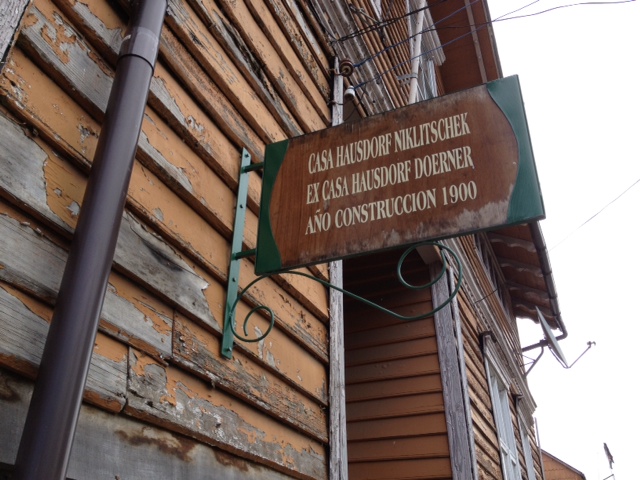 CASA HAUSDORF NIKLITSCHEK
EX CASA HAUSDORF DOERNER
AÑO CONSTRUCCION 1900